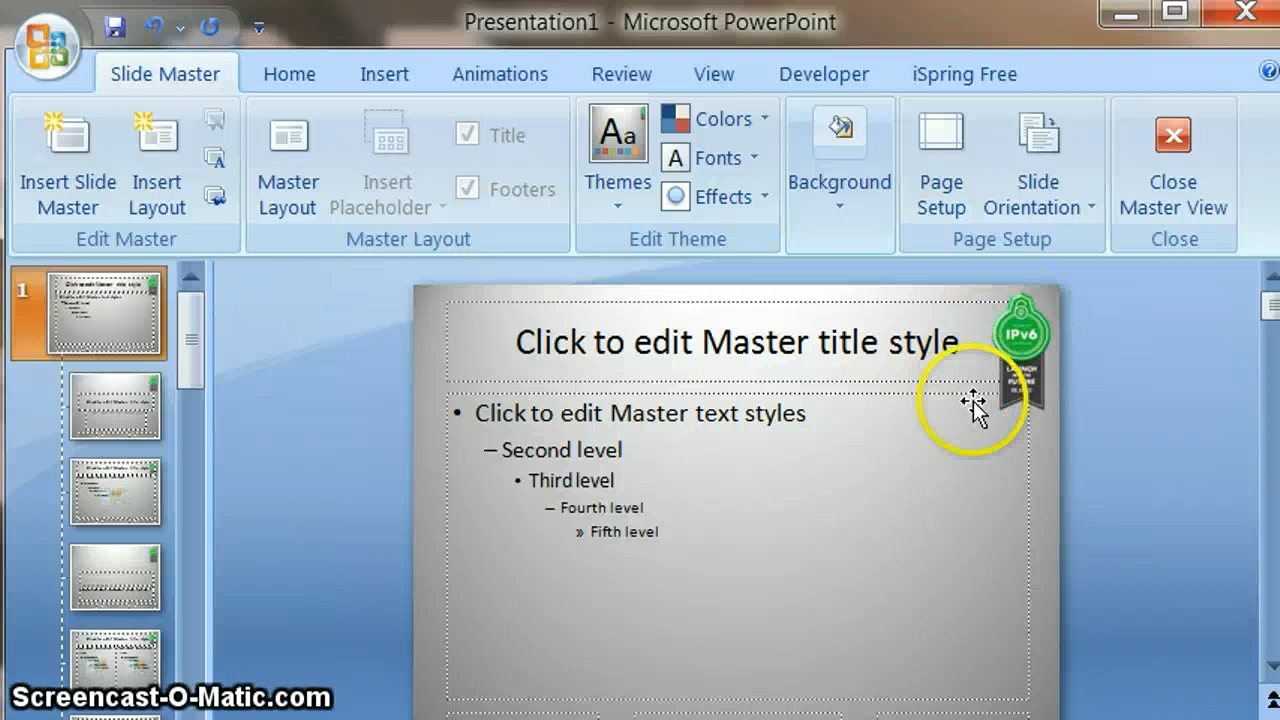 Presentation1 - Microsoft PowerPoint
Slide Master Home Insert Animations Review View Developer iSpring Free
Insert Slide Master
Insert Layout
Master Layout
Insert Placeholder
Title
Footers
Aa
Themes
Colors
A Fonts
Effects
Background
Page Setup
Slide Orientation
Close Master View
Edit Master
Master Layout
Edit Theme
Page Setup
Close
1
Click to edit Master title style
IPv6
LAUNCH
FUTURE
• Click to edit Master text styles
– Second level
• Third level
– Fourth level
» Fifth level
Screencast-O-Matic.com